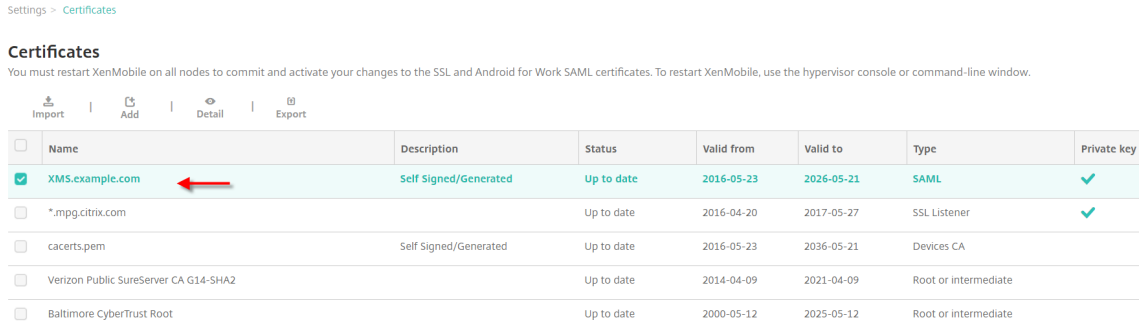 Settings > Certificates
Certificates
You must restart XenMobile on all nodes to commit and activate your changes to the SSL and Android for Work SAML certificates. To restart XenMobile, use the hypervisor console or command-line window.
Import | Add | Detail | Export
Name Description Status Valid from Valid to Type Private key
XMS.example.com Self Signed/Generated Up to date 2016-05-23 2026-05-21 SAML
*.mpg.citrix.com Up to date 2016-04-20 2017-05-27 SSL Listener
cacerts.pem Self Signed/Generated Up to date 2016-05-23 2036-05-21 Devices CA
Verizon Public SureServer CA G14-SHA2 Up to date 2014-04-09 2021-04-09 Root or intermediate
Baltimore CyberTrust Root Up to date 2000-05-12 2025-05-12 Root or intermediate